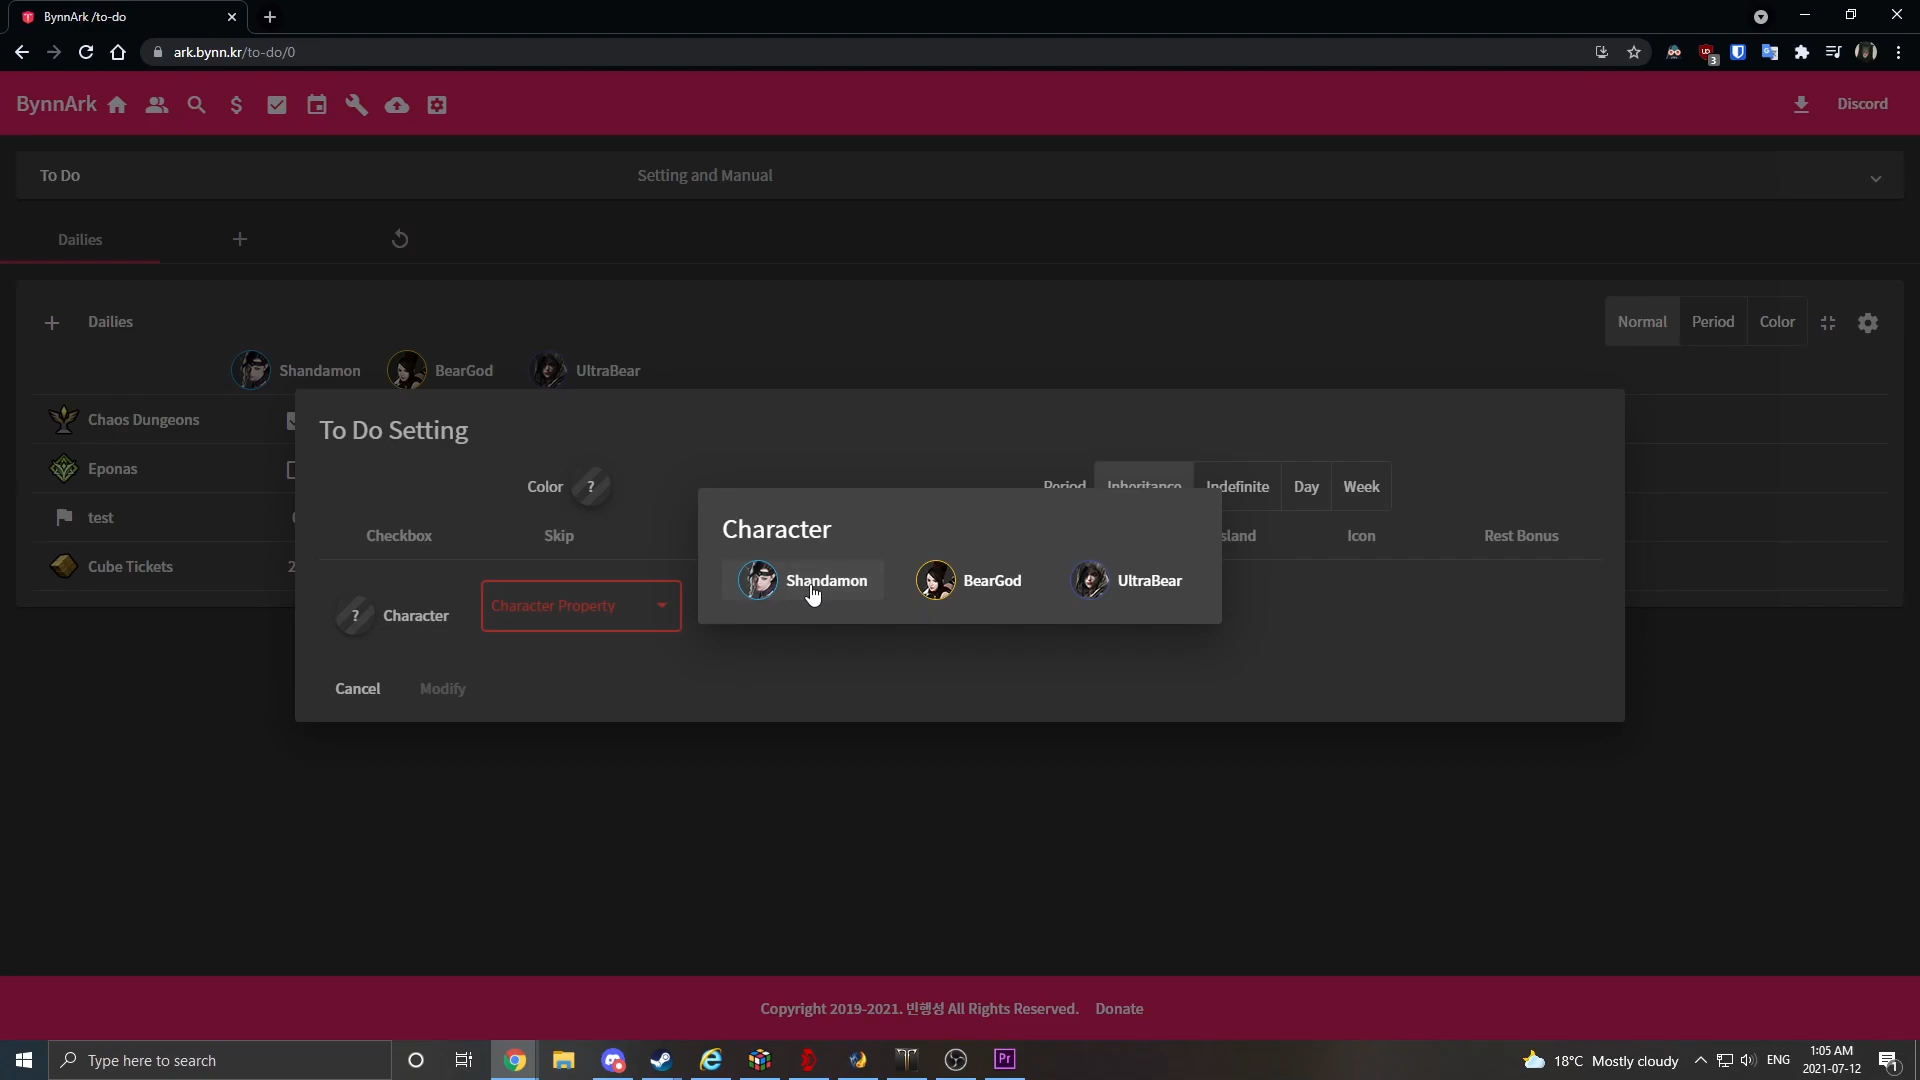 BynnArk /to-do
ark.bynn.kr/to-do/0
3
BynnArk
Discord
To Do
Setting and Manual
Dailies
Dailies
Normal
Period
Color
Shandamon
BearGod
UltraBear
Chaos Dungeons
Eponas
test
Cube Tickets
2
To Do Setting
Color
?
Period
Inheritance
Indefinite
Day
Week
Checkbox
Skip
Icon
Rest Bonus
Character
Shandamon
BearGod
UltraBear
?
Character
Character Property
Cancel
Modify
Copyright 2019-2021. 빈행성 All Rights Reserved.
Donate
Type here to search
Pr
18°C Mostly cloudy
ENG
1:05 AM
2021-07-12
1